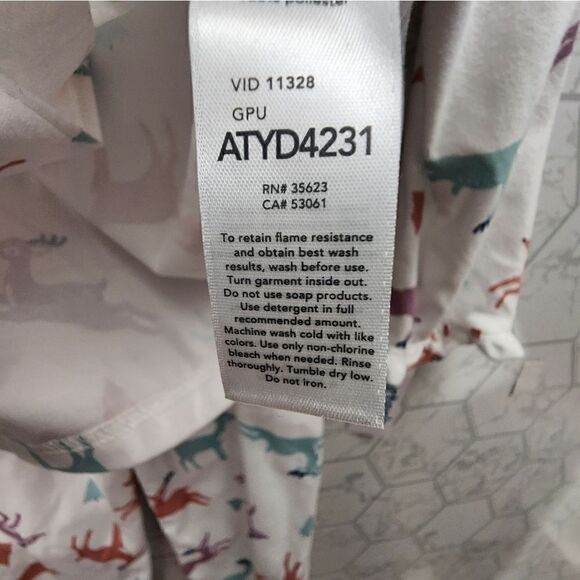 polyester
VID 11328
GPU
ATYD4231
RN# 35623
CA# 53061
To retain flame resistance
and obtain best wash
results, wash before use.
Turn garment inside out.
Do not use soap products.
Use detergent in full
recommended amount.
Machine wash cold with like
colors. Use only non-chlorine
bleach when needed. Rinse
thoroughly. Tumble dry low.
Do not iron.